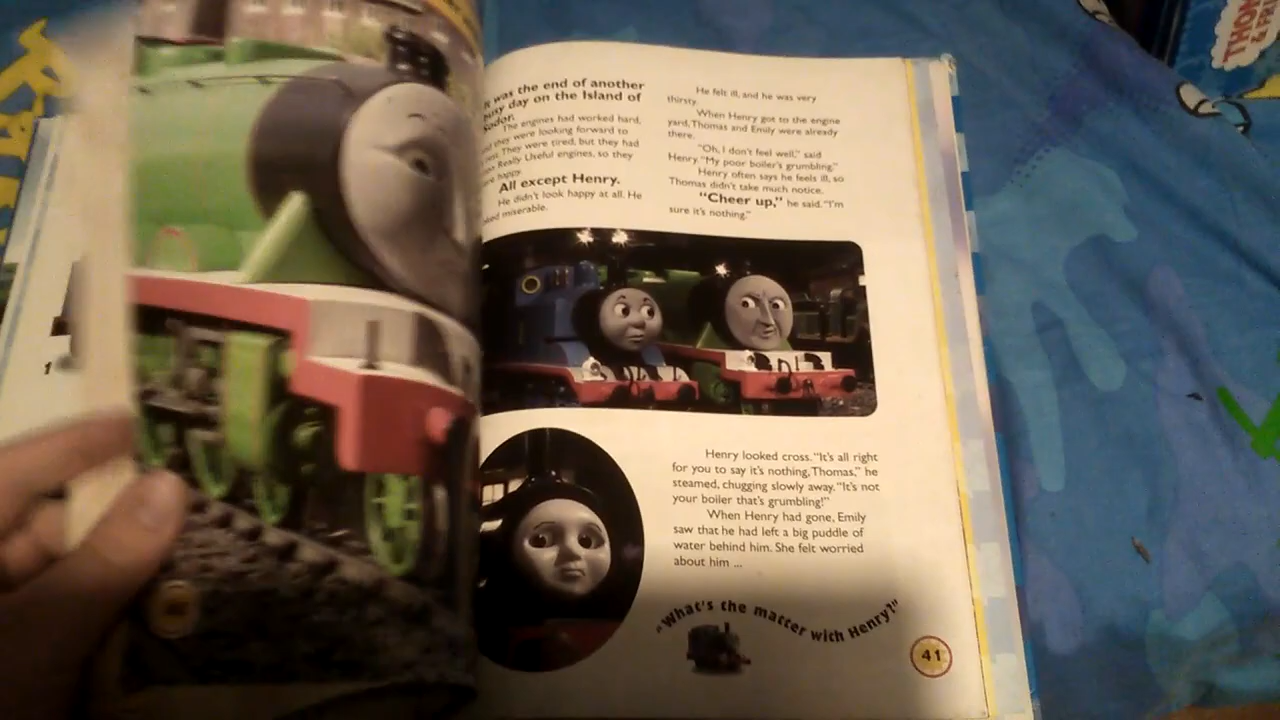 It was the end of another
busy day on the Island of
Sodor.
The engines had worked hard,
and they were looking forward to
rest. They were tired, but they had
been Really Useful engines, so they
were happy.
All except Henry.
He didn't look happy at all. He
looked miserable.
He felt ill, and he was very
thirsty.
When Henry got to the engine
yard, Thomas and Emily were already
there.
"Oh, I don't feel well," said
Henry. "My poor boiler's grumbling."
Henry often says he feels ill, so
Thomas didn't take much notice.
"Cheer up," he said. "I'm
sure it's nothing."
Henry looked cross. "It's all right
for you to say it's nothing, Thomas," he
steamed, chugging slowly away. "It's not
your boiler that's grumbling!"
When Henry had gone, Emily
saw that he had left a big puddle of
water behind him. She felt worried
about him ...
"What's the matter with Henry?"
41
THOM
& FRI
1